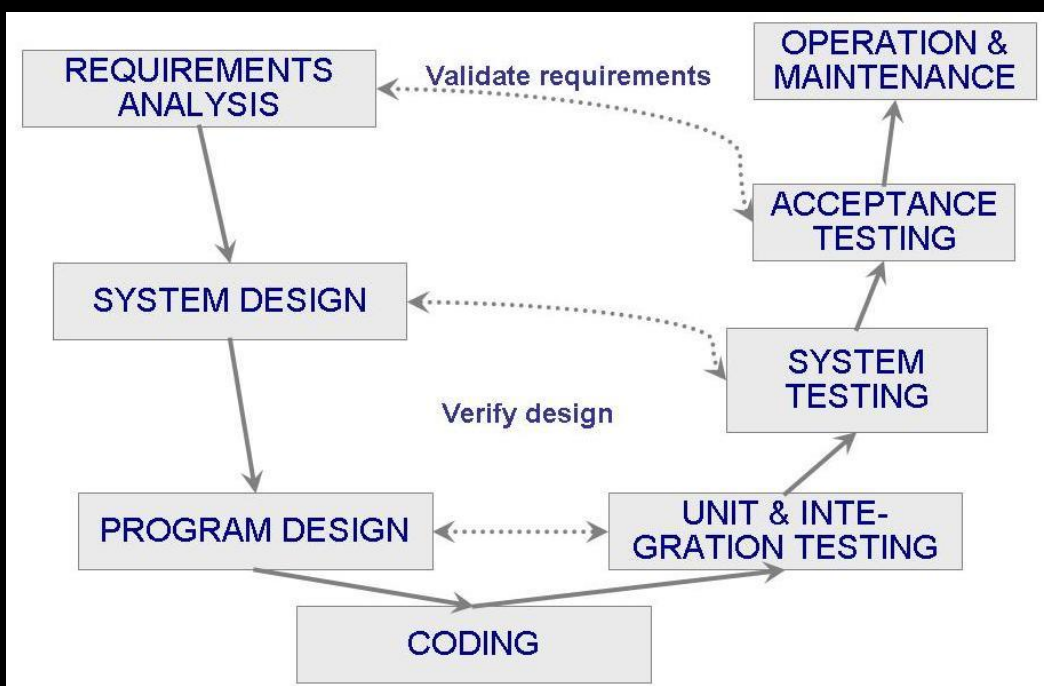 REQUIREMENTS
ANALYSIS
Validate requirements
OPERATION &
MAINTENANCE
ACCEPTANCE
TESTING
SYSTEM DESIGN
SYSTEM
TESTING
Verify design
PROGRAM DESIGN
UNIT & INTE-
GRATION TESTING
CODING